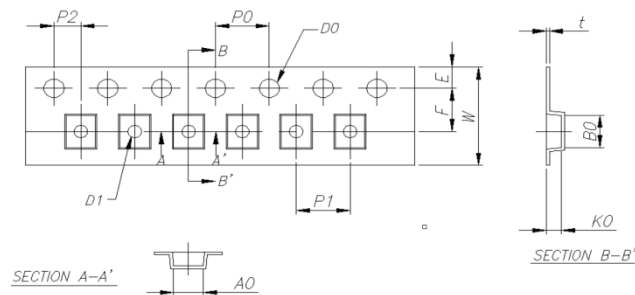 P2
P0
B
D0
t
E
F
W
B0
A
A'
B'
D1
P1
K0
SECTION A-A'
A0
SECTION B-B'